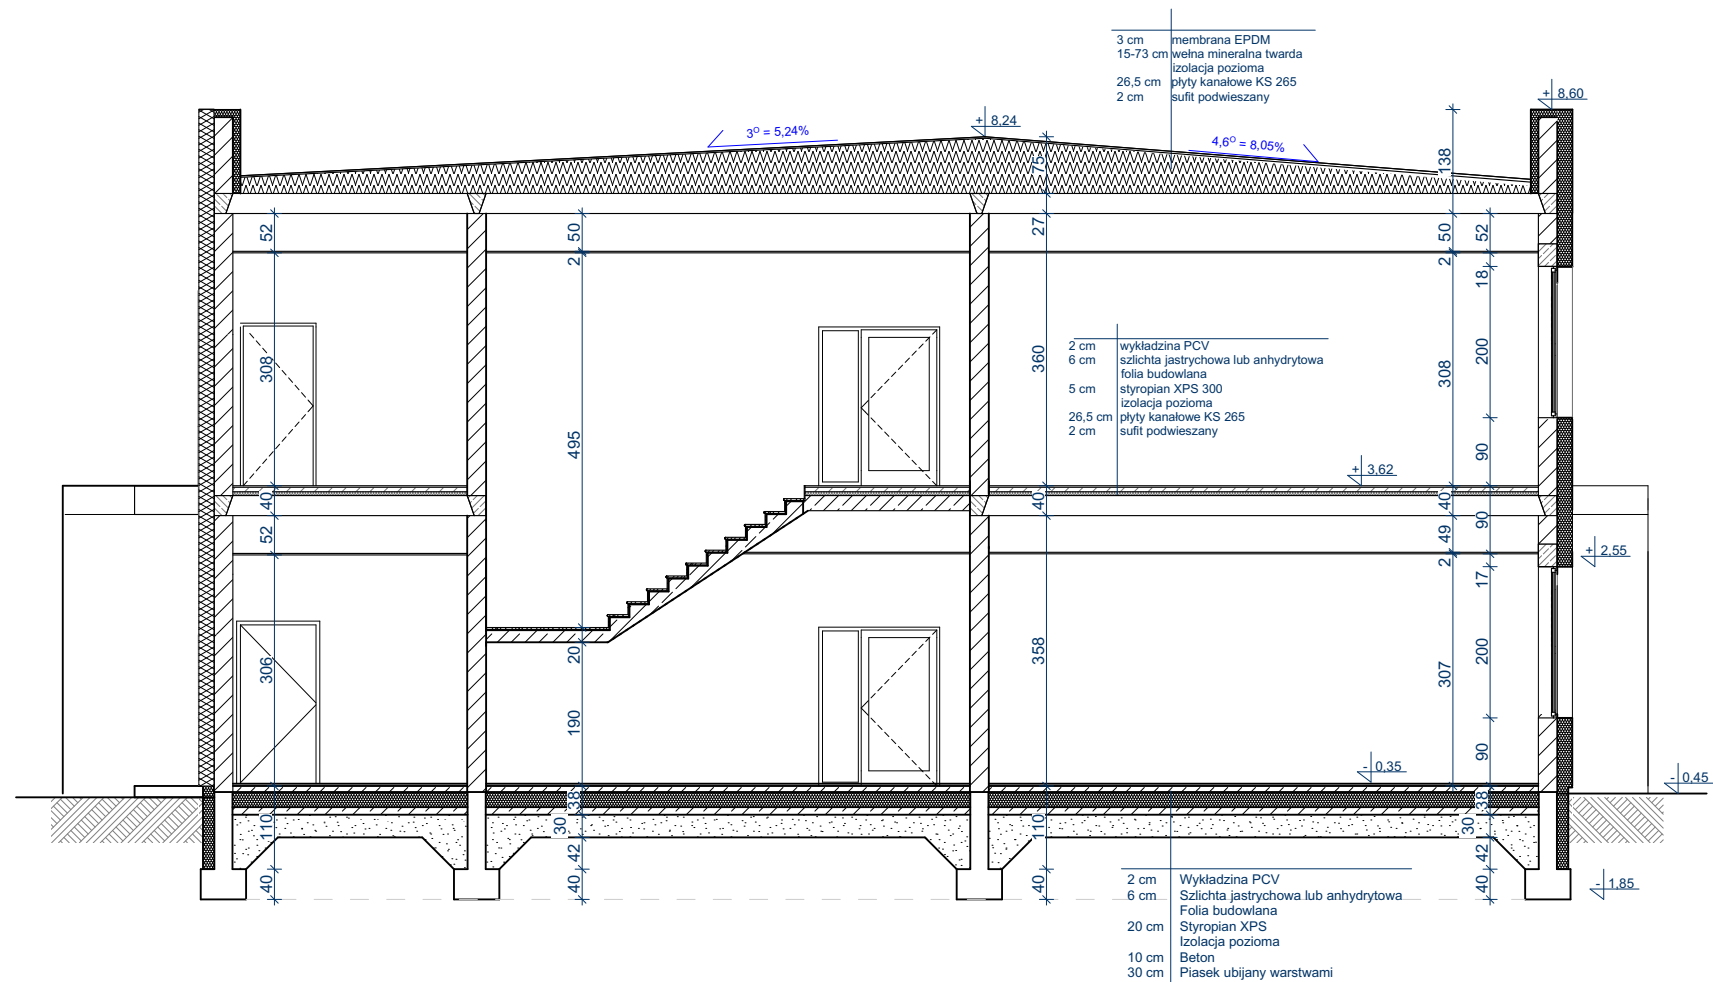 3 cm membrana EPDM
15-73 cm wełna mineralna twarda
izolacja pozioma
26,5 cm płyty kanałowe KS 265
2 cm sufit podwieszany
+ 8,60
+ 8,24
3O = 5,24%
4,6O = 8,05%
75
138
52
50
27
50
52
2
2
18
2 cm wykładzina PCV
6 cm szlichta jastrychowa lub anhydrytowa
folia budowlana
5 cm styropian XPS 300
izolacja pozioma
26,5 cm płyty kanałowe KS 265
2 cm sufit podwieszany
308
495
360
308
200
90
+ 3,62
40
40
40
52
49
90
2
+ 2,55
17
306
20
190
358
307
200
90
- 0,35
- 0,45
38
38
110
30
110
30
42
42
40
40
40
40
- 1,85
2 cm Wykładzina PCV
6 cm Szlichta jastrychowa lub anhydrytowa
Folia budowlana
20 cm Styropian XPS
Izolacja pozioma
10 cm Beton
30 cm Piasek ubijany warstwami